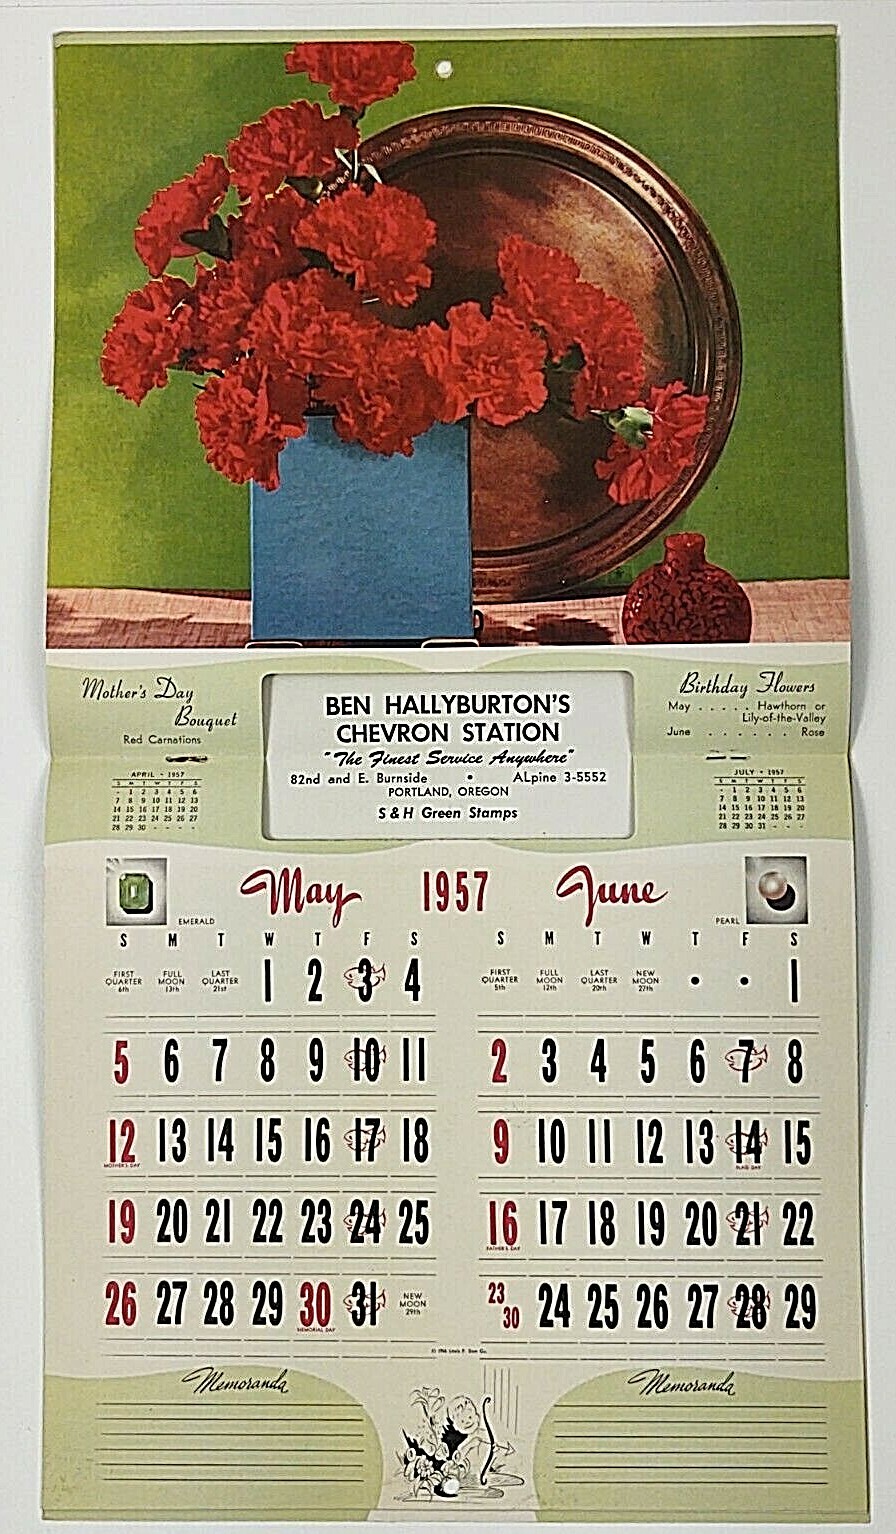 Mother's Day
Bouquet
Red Carnations
BEN HALLYBURTON'S
CHEVRON STATION
"The Finest Service Anywhere"
82nd and E. Burnside • ALpine 3-5552
PORTLAND, OREGON
S & H Green Stamps
Birthday Flowers
May . . . . . Hawthorn or
Lily-of-the-Valley
June . . . . . . Rose
APRIL • 1957
S M T W T F S
- 1 2 3 4 5 6
7 8 9 10 11 12 13
14 15 16 17 18 19 20
21 22 23 24 25 26 27
28 29 30 - - - -
JULY • 1957
S M T W T F S
- 1 2 3 4 5 6
7 8 9 10 11 12 13
14 15 16 17 18 19 20
21 22 23 24 25 26 27
28 29 30 31 - - -
EMERALD
May 1957 June
PEARL
S M T W T F S
FIRST QUARTER 6th FULL MOON 13th LAST QUARTER 21st 1 2 3 4
5 6 7 8 9 10 11
12 13 14 15 16 17 18
MOTHER'S DAY
19 20 21 22 23 24 25
26 27 28 29 30 31 NEW MOON 29th
MEMORIAL DAY
S M T W T F S
FIRST QUARTER 5th FULL MOON 12th LAST QUARTER 20th NEW MOON 27th • • 1
2 3 4 5 6 7 8
9 10 11 12 13 14 15
FLAG DAY
16 17 18 19 20 21 22
FATHER'S DAY
23 30 24 25 26 27 28 29
Memoranda
Memoranda